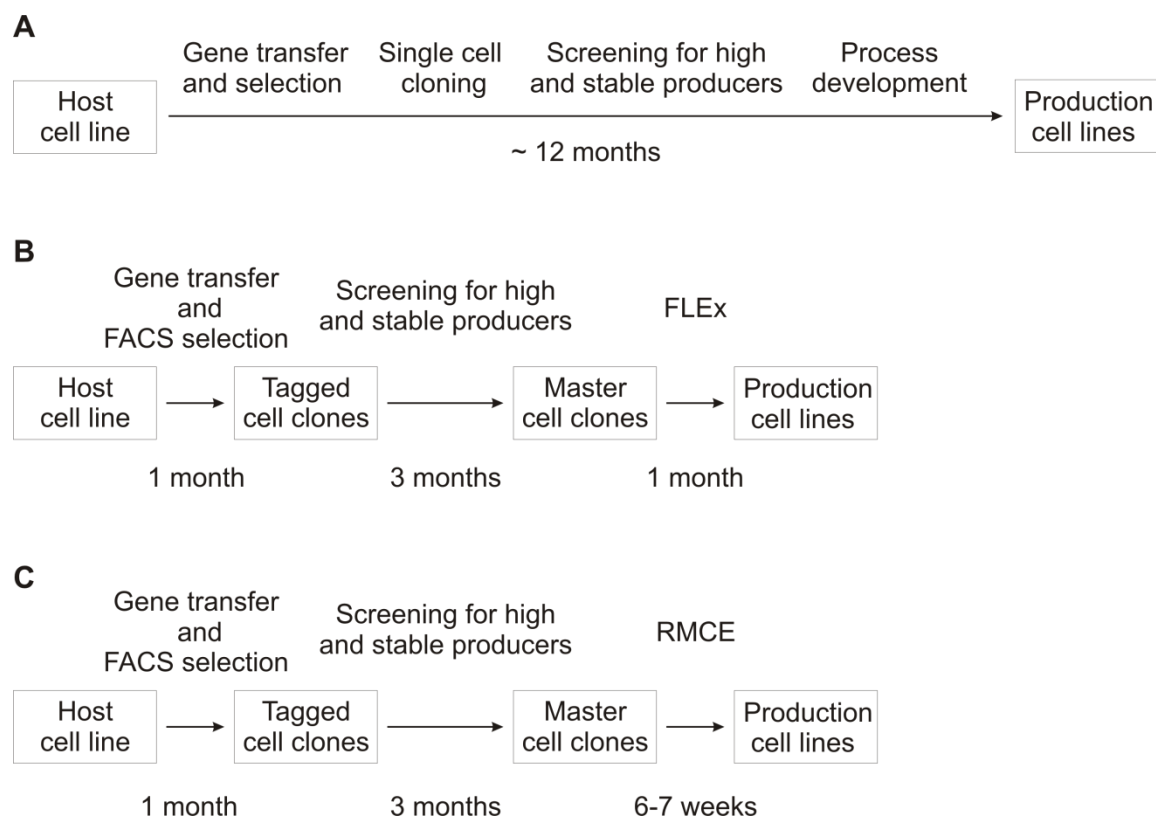 A
Gene transfer
and selection
Single cell
cloning
Screening for high
and stable producers
Process
development
Host
cell line
Production
cell lines
~ 12 months
B
Gene transfer
and
FACS selection
Screening for high
and stable producers
FLEx
Host
cell line
Tagged
cell clones
Master
cell clones
Production
cell lines
1 month
3 months
1 month
C
Gene transfer
and
FACS selection
Screening for high
and stable producers
RMCE
Host
cell line
Tagged
cell clones
Master
cell clones
Production
cell lines
1 month
3 months
6-7 weeks